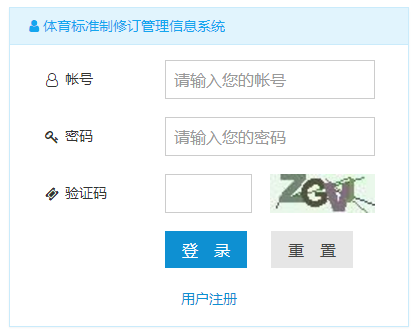 体育标准制修订管理信息系统
帐号 请输入您的帐号
密码 请输入您的密码
验证码
登 录 重 置
用户注册